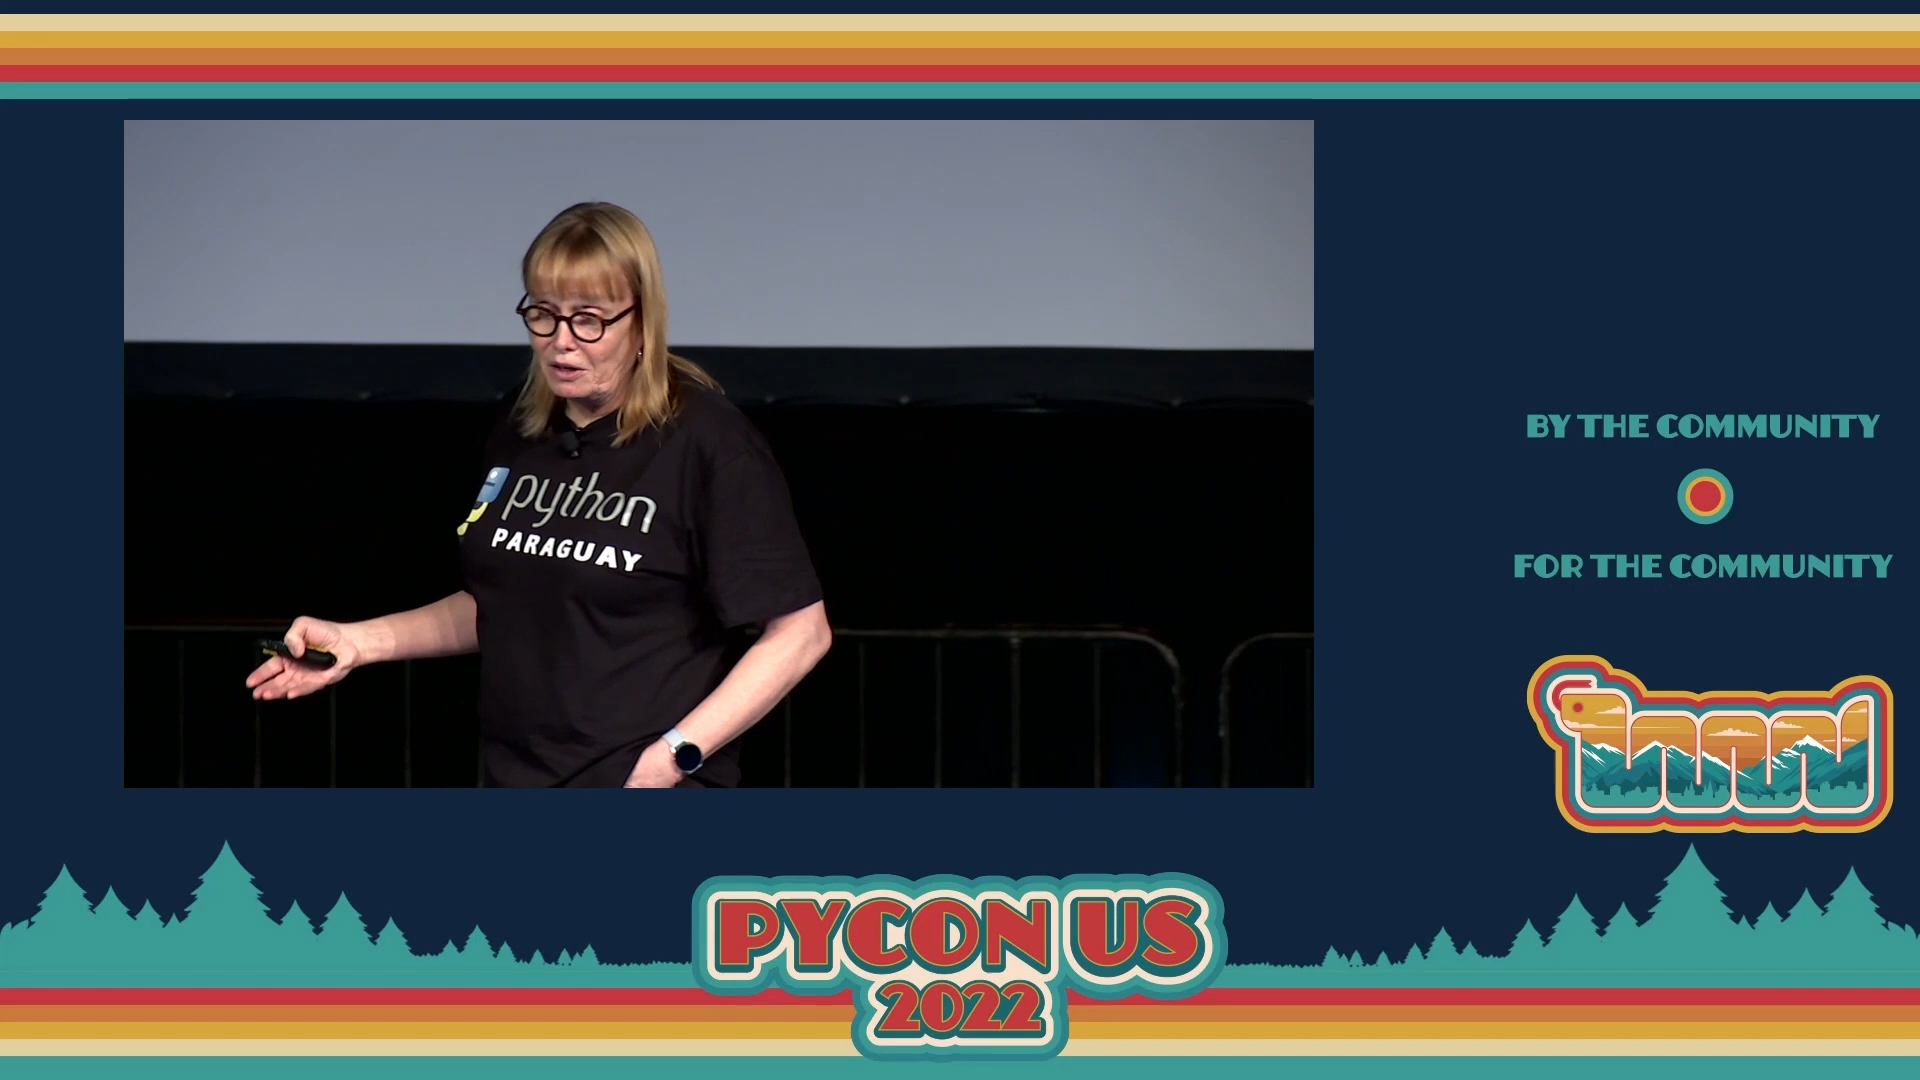 python
PARAGUAY
BY THE COMMUNITY
FOR THE COMMUNITY
PYCON US
2022